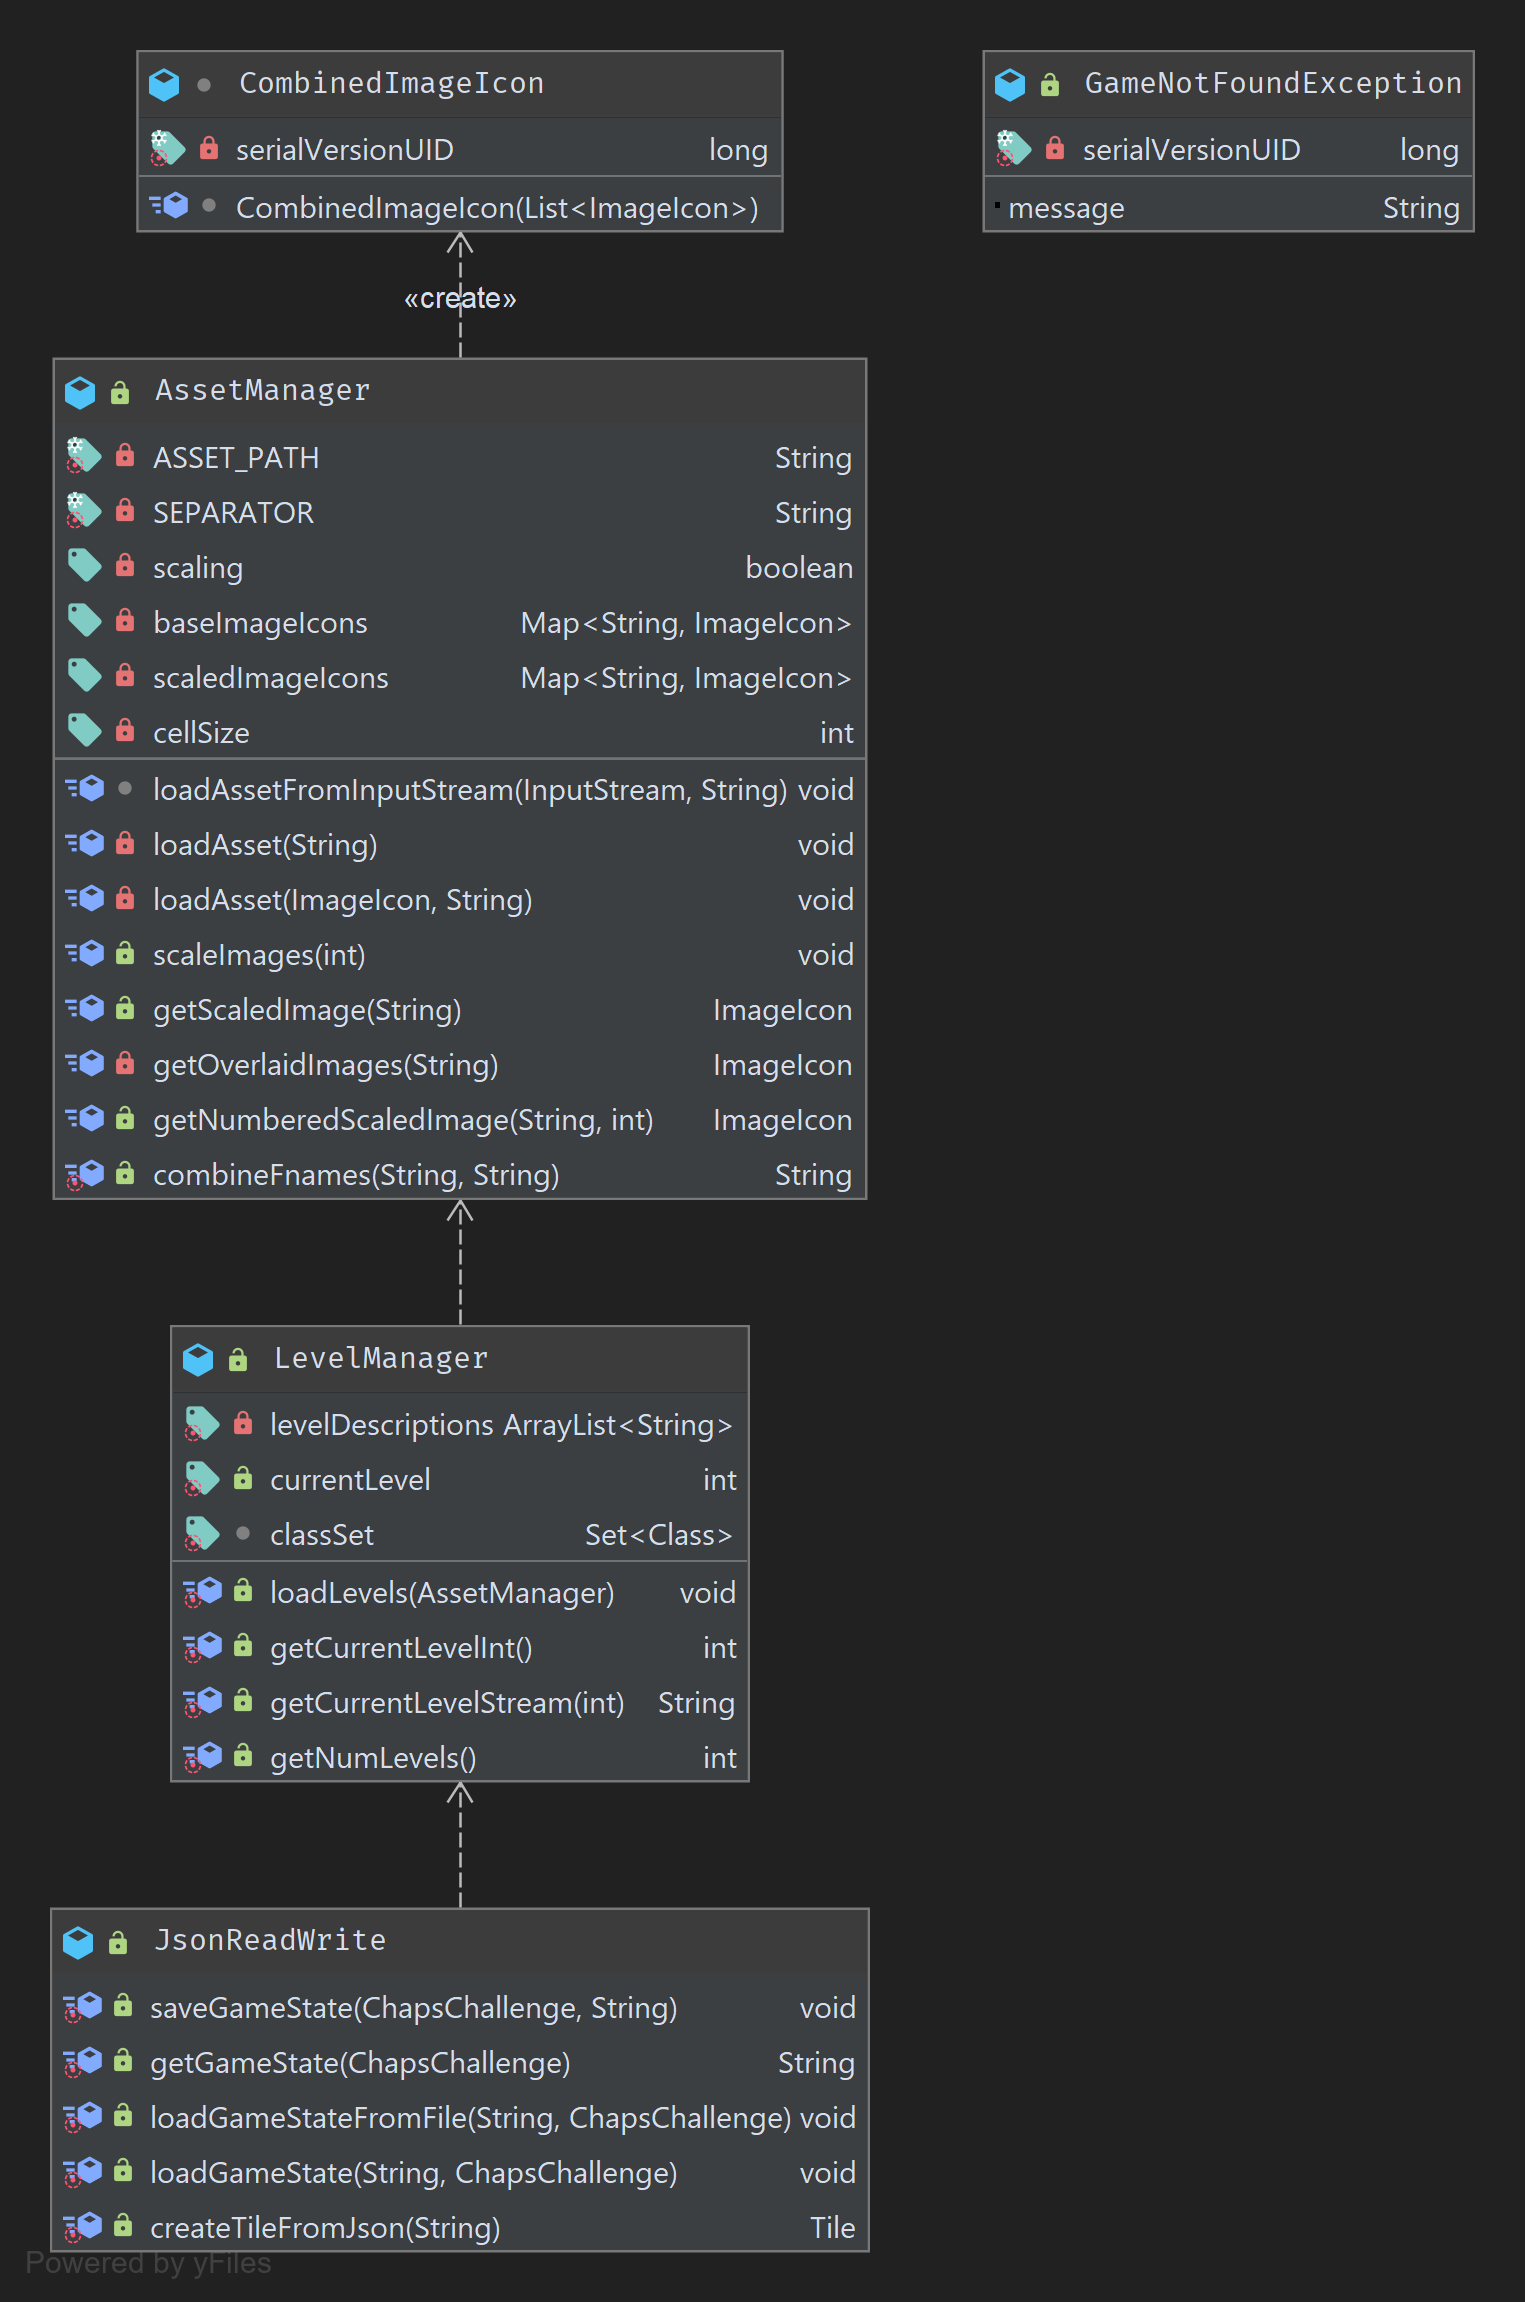 CombinedImageIcon
serialVersionUID long
CombinedImageIcon(List<ImageIcon>)
GameNotFoundException
serialVersionUID long
message String
«create»
AssetManager
ASSET_PATH String
SEPARATOR String
scaling boolean
baseImageIcons Map<String, ImageIcon>
scaledImageIcons Map<String, ImageIcon>
cellSize int
loadAssetFromInputStream(InputStream, String) void
loadAsset(String) void
loadAsset(ImageIcon, String) void
scaleImages(int) void
getScaledImage(String) ImageIcon
getOverlaidImages(String) ImageIcon
getNumberedScaledImage(String, int) ImageIcon
combineFnames(String, String) String
LevelManager
levelDescriptions ArrayList<String>
currentLevel int
classSet Set<Class>
loadLevels(AssetManager) void
getCurrentLevelInt() int
getCurrentLevelStream(int) String
getNumLevels() int
JsonReadWrite
saveGameState(ChapsChallenge, String) void
getGameState(ChapsChallenge) String
loadGameStateFromFile(String, ChapsChallenge) void
loadGameState(String, ChapsChallenge) void
createTileFromJson(String) Tile
Powered by yFiles